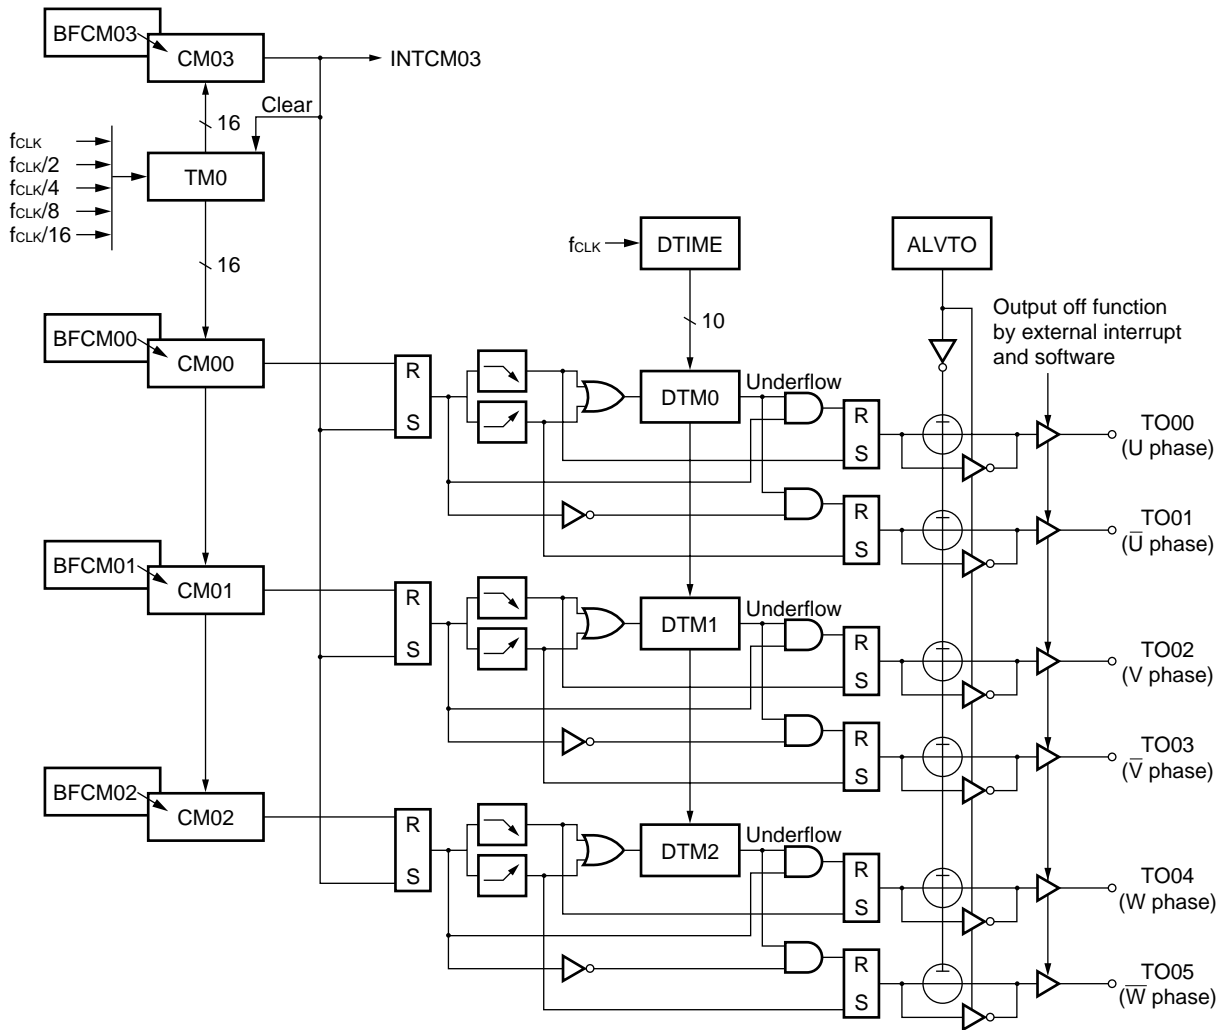 BFCM03
CM03
INTCM03
Clear
16
fCLK
fCLK/2
fCLK/4
fCLK/8
fCLK/16
TM0
16
fCLK
DTIME
ALVTO
10
Output off function
by external interrupt
and software
BFCM00
CM00
R
S
DTM0
Underflow
R
S
TO00
(U phase)
R
S
TO01
(U̅ phase)
BFCM01
CM01
R
S
DTM1
Underflow
R
S
TO02
(V phase)
R
S
TO03
(V̅ phase)
BFCM02
CM02
R
S
DTM2
Underflow
R
S
TO04
(W phase)
R
S
TO05
(W̅ phase)